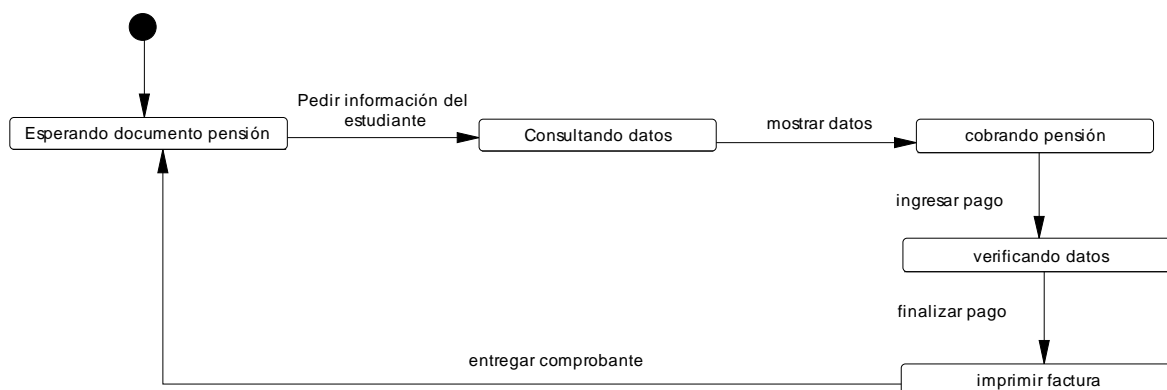 Pedir información del
estudiante
Esperando documento pensión
Consultando datos
mostrar datos
cobrando pensión
ingresar pago
verificando datos
finalizar pago
entregar comprobante
imprimir factura